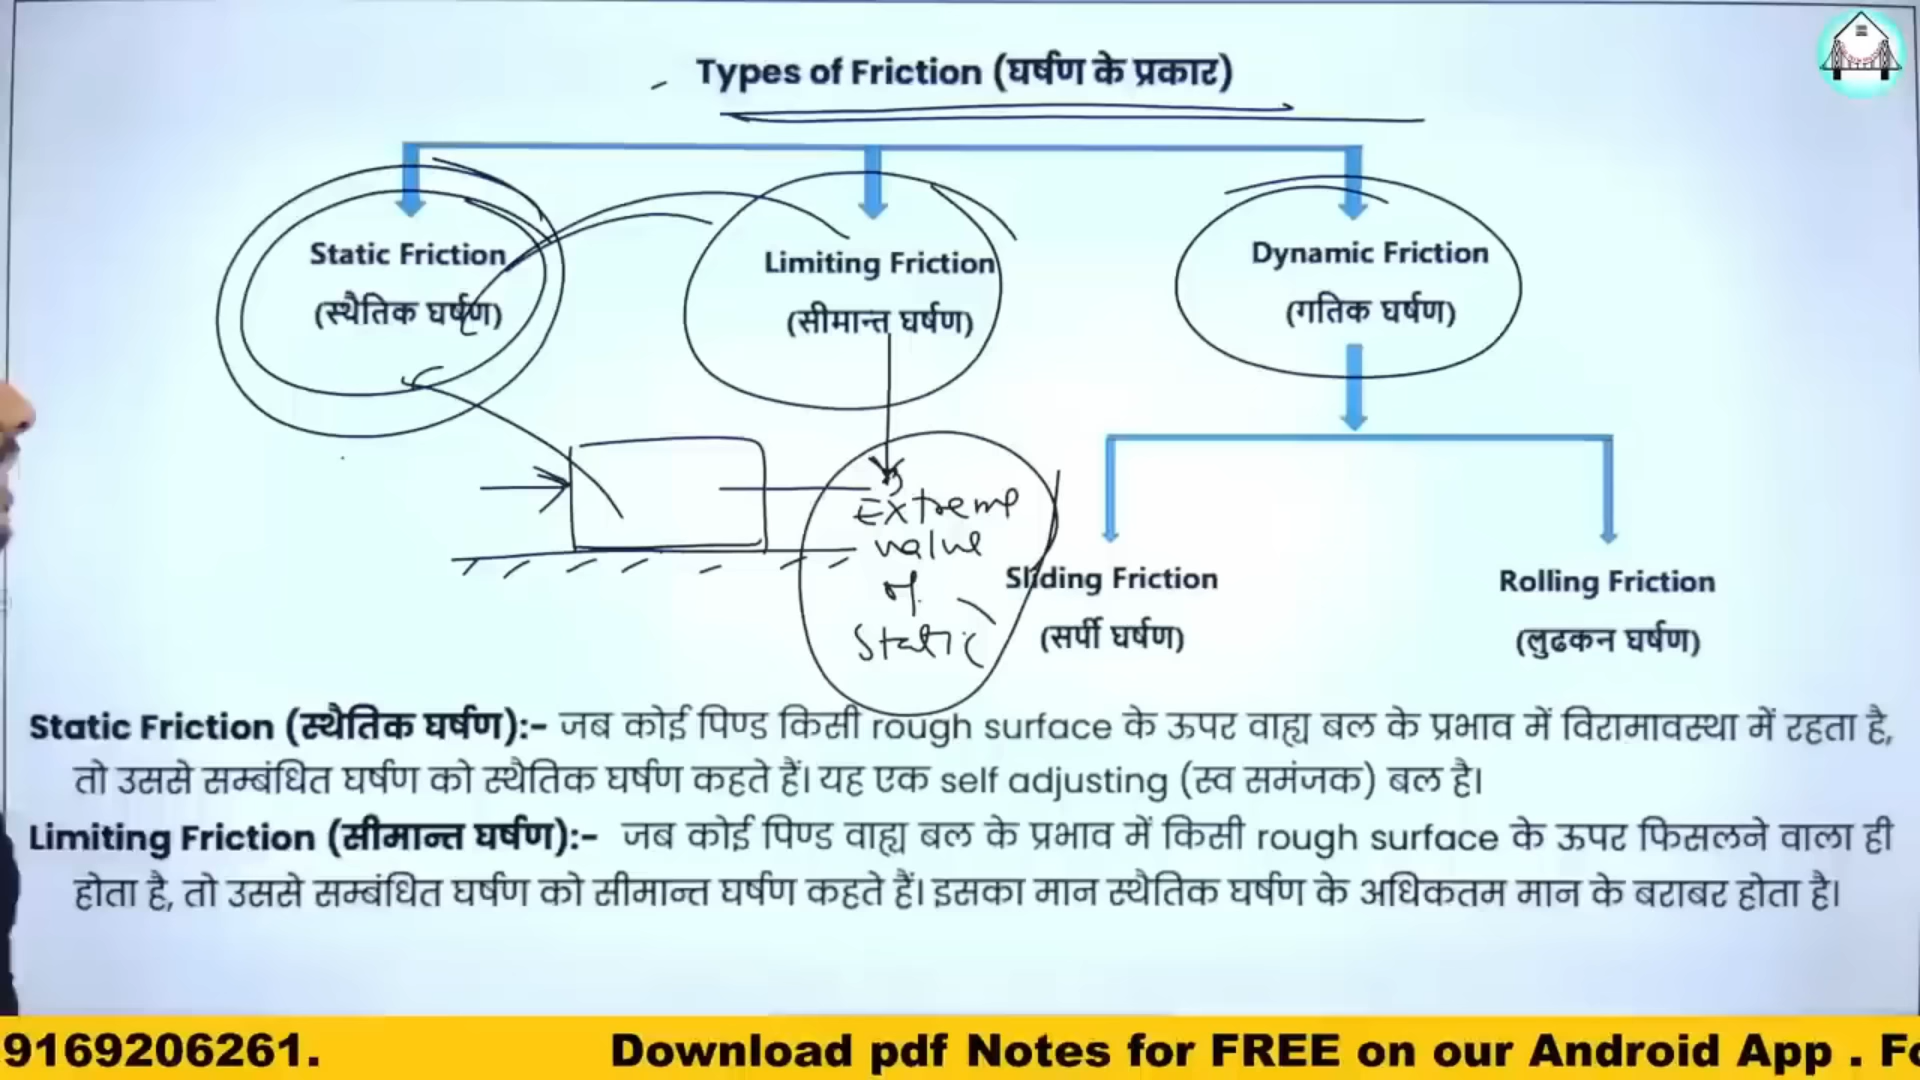 Types of Friction (घर्षण के प्रकार)
Static Friction
(स्थैतिक घर्षण)
Limiting Friction
(सीमान्त घर्षण)
Dynamic Friction
(गतिक घर्षण)
Extreme
value
of
Static
Sliding Friction
(सर्पी घर्षण)
Rolling Friction
(लुढकन घर्षण)
Static Friction (स्थैतिक घर्षण):- जब कोई पिण्ड किसी rough surface के ऊपर वाह्य बल के प्रभाव में विरामावस्था में रहता है,
तो उससे सम्बंधित घर्षण को स्थैतिक घर्षण कहते हैं। यह एक self adjusting (स्व समंजक) बल है।
Limiting Friction (सीमान्त घर्षण):- जब कोई पिण्ड वाह्य बल के प्रभाव में किसी rough surface के ऊपर फिसलने वाला ही
होता है, तो उससे सम्बंधित घर्षण को सीमान्त घर्षण कहते हैं। इसका मान स्थैतिक घर्षण के अधिकतम मान के बराबर होता है।
9169206261. Download pdf Notes for FREE on our Android App . Fo